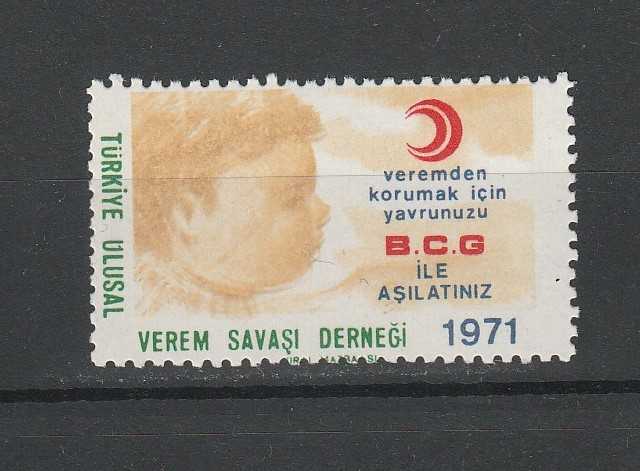 TÜRKİYE ULUSAL
VEREM SAVAŞI DERNEĞİ
1971
veremden
korumak için
yavrunuzu
B.C.G
İLE
AŞILATINIZ